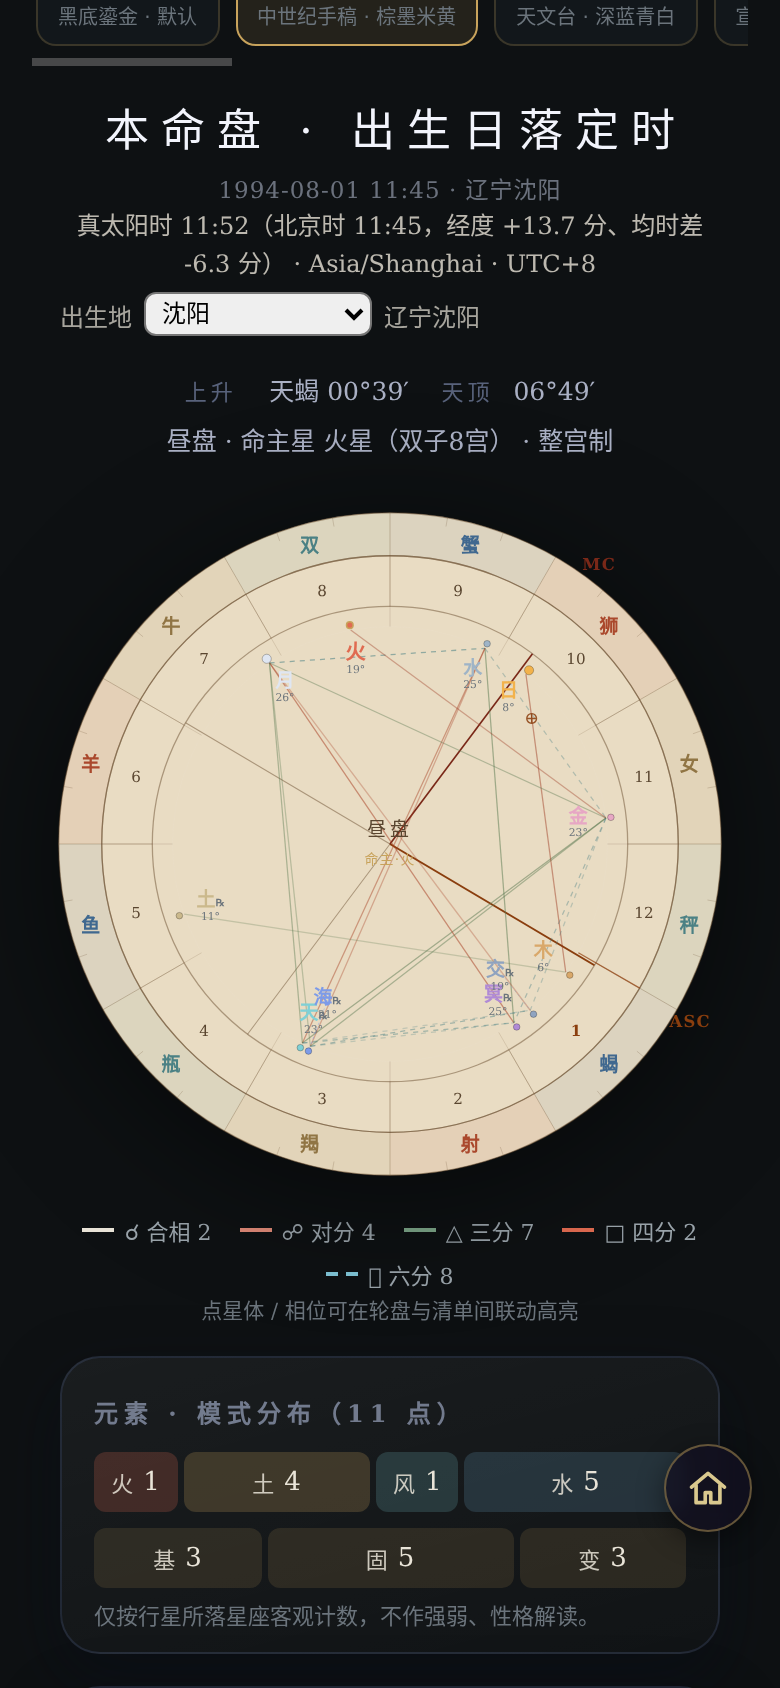 黑底鎏金 · 默认
中世纪手稿 · 棕墨米黄
天文台 · 深蓝青白
本命盘 · 出生日落定时
1994-08-01 11:45 · 辽宁沈阳
真太阳时 11:52（北京时 11:45，经度 +13.7 分、均时差
-6.3 分） · Asia/Shanghai · UTC+8
出生地 沈阳 辽宁沈阳
上升 天蝎 00°39′ 天顶 06°49′
昼盘 · 命主星 火星（双子8宫） · 整宫制
双 蟹
MC
8 9
牛 狮
火 19°
7 10
月 26°
水 25°
日 8°
羊 女
6 11
金 23°
昼盘
命主·火
土℞ 11°
5 12
鱼 秤
木 6°
交℞ 19°
冥℞ 25°
海℞ 21°
天℞ 23°
ASC
4 1
瓶 蝎
3 2
羯 射
☌ 合相 2 ☍ 对分 4 △ 三分 7 □ 四分 2
六分 8
点星体 / 相位可在轮盘与清单间联动高亮
元素 · 模式分布（11 点）
火 1 土 4 风 1 水 5
基 3 固 5 变 3
仅按行星所落星座客观计数，不作强弱、性格解读。